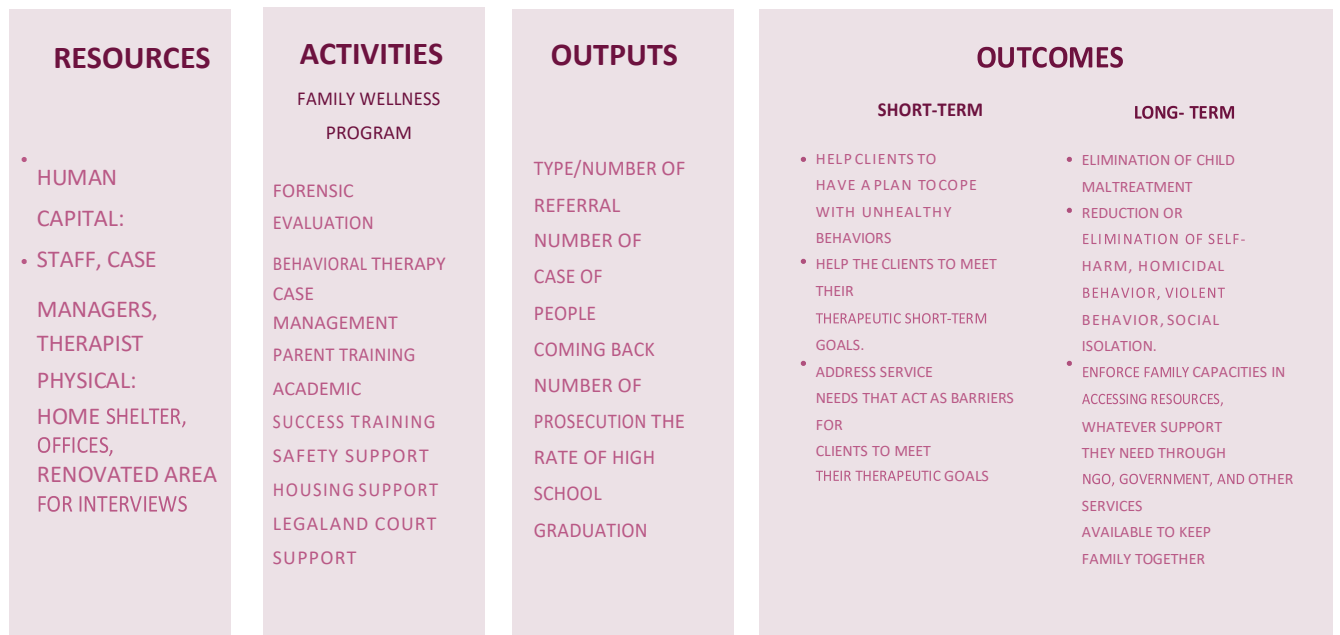 RESOURCES
• HUMAN
CAPITAL:
• STAFF, CASE
MANAGERS,
THERAPIST
PHYSICAL:
HOME SHELTER,
OFFICES,
RENOVATED AREA
FOR INTERVIEWS
ACTIVITIES
FAMILY WELLNESS
PROGRAM
FORENSIC
EVALUATION
BEHAVIORAL THERAPY
CASE
MANAGEMENT
PARENT TRAINING
ACADEMIC
SUCCESS TRAINING
SAFETY SUPPORT
HOUSING SUPPORT
LEGALAND COURT
SUPPORT
OUTPUTS
TYPE/NUMBER OF
REFERRAL
NUMBER OF
CASE OF
PEOPLE
COMING BACK
NUMBER OF
PROSECUTION THE
RATE OF HIGH
SCHOOL
GRADUATION
OUTCOMES
SHORT-TERM
• HELP CLIENTS TO
HAVE A PLAN TO COPE
WITH UNHEALTHY
BEHAVIORS
• HELP THE CLIENTS TO MEET
THEIR
THERAPEUTIC SHORT-TERM
GOALS.
• ADDRESS SERVICE
NEEDS THAT ACT AS BARRIERS
FOR
CLIENTS TO MEET
THEIR THERAPEUTIC GOALS
LONG- TERM
• ELIMINATION OF CHILD
MALTREATMENT
• REDUCTION OR
ELIMINATION OF SELF-
HARM, HOMICIDAL
BEHAVIOR, VIOLENT
BEHAVIOR, SOCIAL
ISOLATION.
• ENFORCE FAMILY CAPACITIES IN
ACCESSING RESOURCES,
WHATEVER SUPPORT
THEY NEED THROUGH
NGO, GOVERNMENT, AND OTHER
SERVICES
AVAILABLE TO KEEP
FAMILY TOGETHER